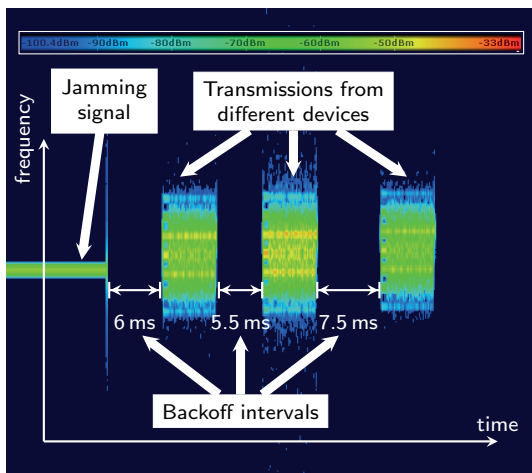 -100.4dBm -90dBm -80dBm -70dBm -60dBm -50dBm -33dBm
Jamming
signal
Transmissions from
different devices
frequency
6 ms 5.5 ms 7.5 ms
Backoff intervals
time